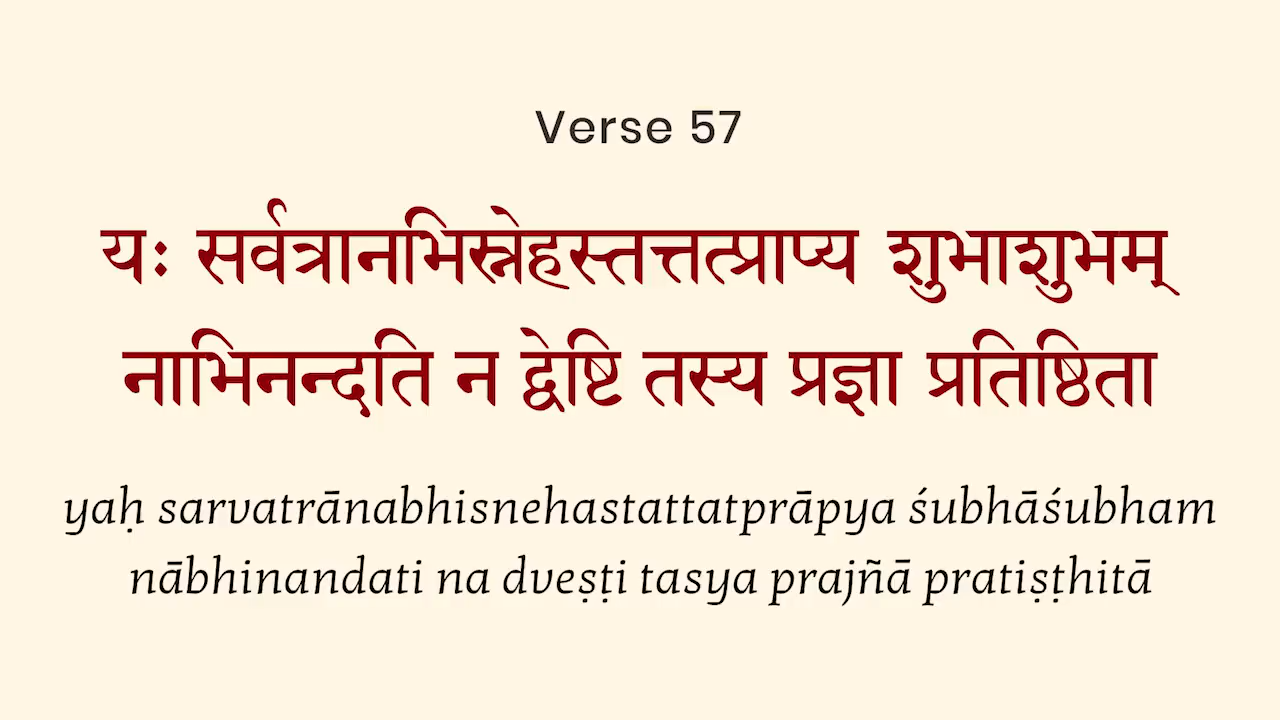 Verse 57
यः सर्वत्रानभिस्नेहस्तत्तत्प्राप्य शुभाशुभम्
नाभिनन्दति न द्वेष्टि तस्य प्रज्ञा प्रतिष्ठिता
yaḥ sarvatrānabhisnehastattatprāpya śubhāśubham
nābhinandati na dveṣṭi tasya prajñā pratiṣṭhitā